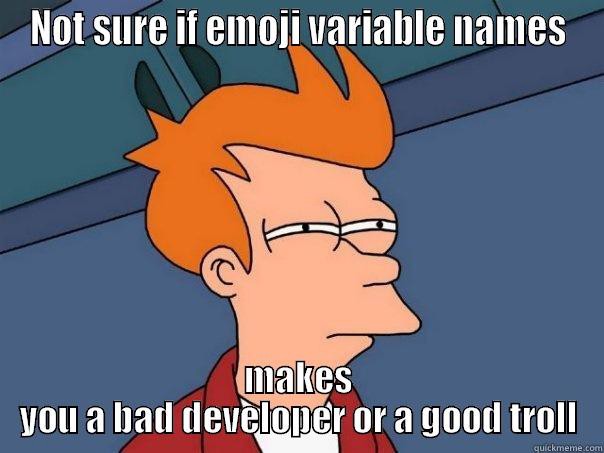 Not sure if emoji variable names
makes
you a bad developer or a good troll
quickmeme.com